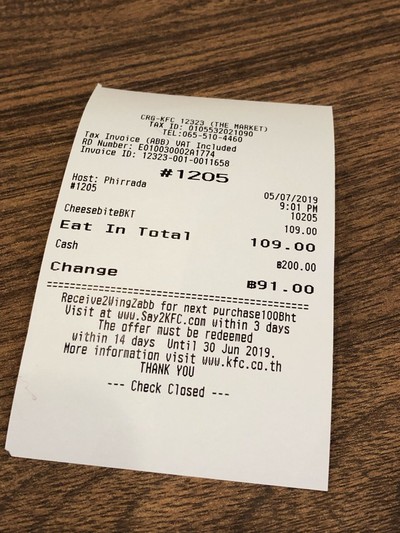 CRG-KFC 12323 (THE MARKET)
TAX ID: 0105532021090
TEL:065-510-4460
Tax Invoice (ABB) VAT Included
RD Number: E010030002A1774
Invoice ID: 12323-001-0011658
#1205
Host: Phirrada 05/07/2019
#1205 9:01 PM
10205
CheesebiteBKT 109.00
Eat In Total 109.00
Cash ฿200.00
Change ฿91.00
Receive2WingZabb for next purchase100Bht
Visit at www.Say2KFC.com within 3 days
The offer must be redeemed
within 14 days Until 30 Jun 2019.
More information visit www.kfc.co.th
THANK YOU
--- Check Closed ---